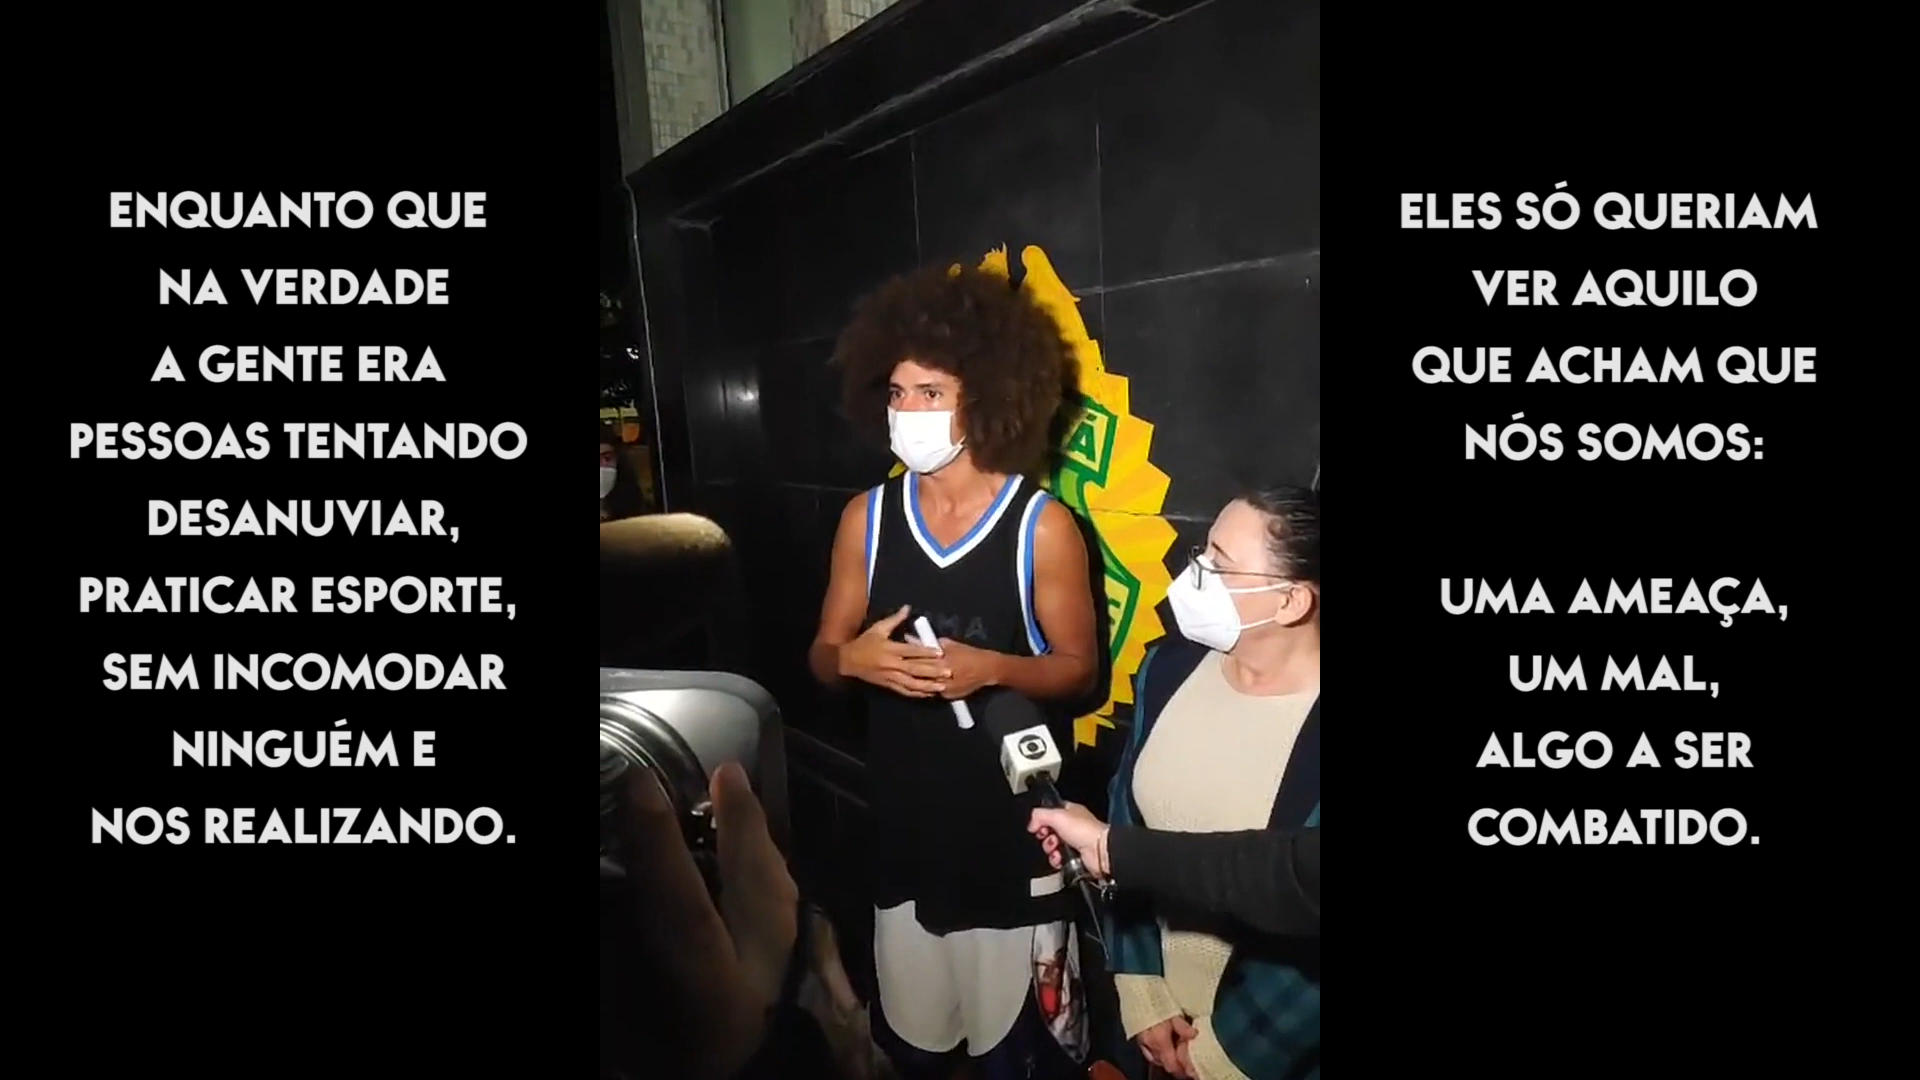 ENQUANTO QUE
NA VERDADE
A GENTE ERA
PESSOAS TENTANDO
DESANUVIAR,
PRATICAR ESPORTE,
SEM INCOMODAR
NINGUÉM E
NOS REALIZANDO.
ELES SÓ QUERIAM
VER AQUILO
QUE ACHAM QUE
NÓS SOMOS:
UMA AMEAÇA,
UM MAL,
ALGO A SER
COMBATIDO.